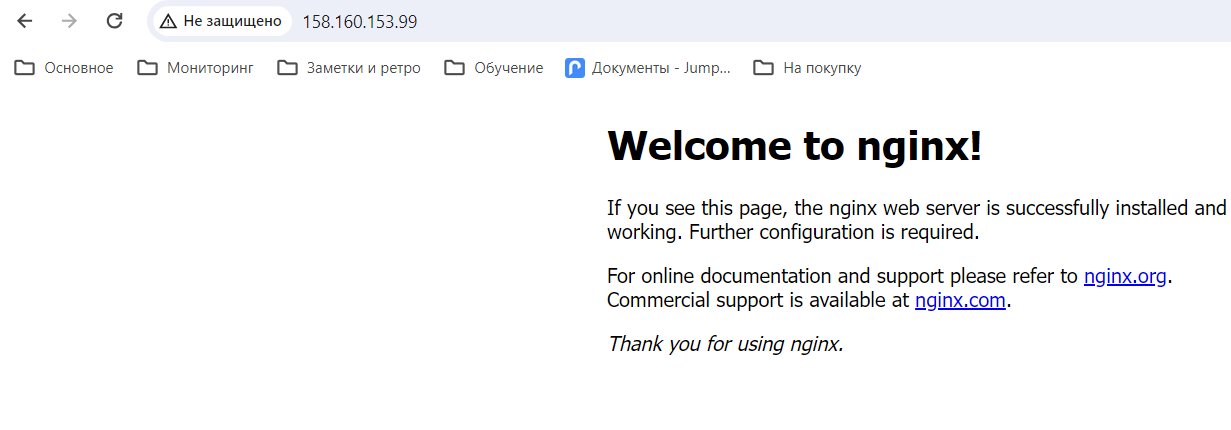 Не защищено 158.160.153.99
Основное Мониторинг Заметки и ретро Обучение Документы - Jump... На покупку
Welcome to nginx!
If you see this page, the nginx web server is successfully installed and
working. Further configuration is required.
For online documentation and support please refer to nginx.org.
Commercial support is available at nginx.com.
Thank you for using nginx.